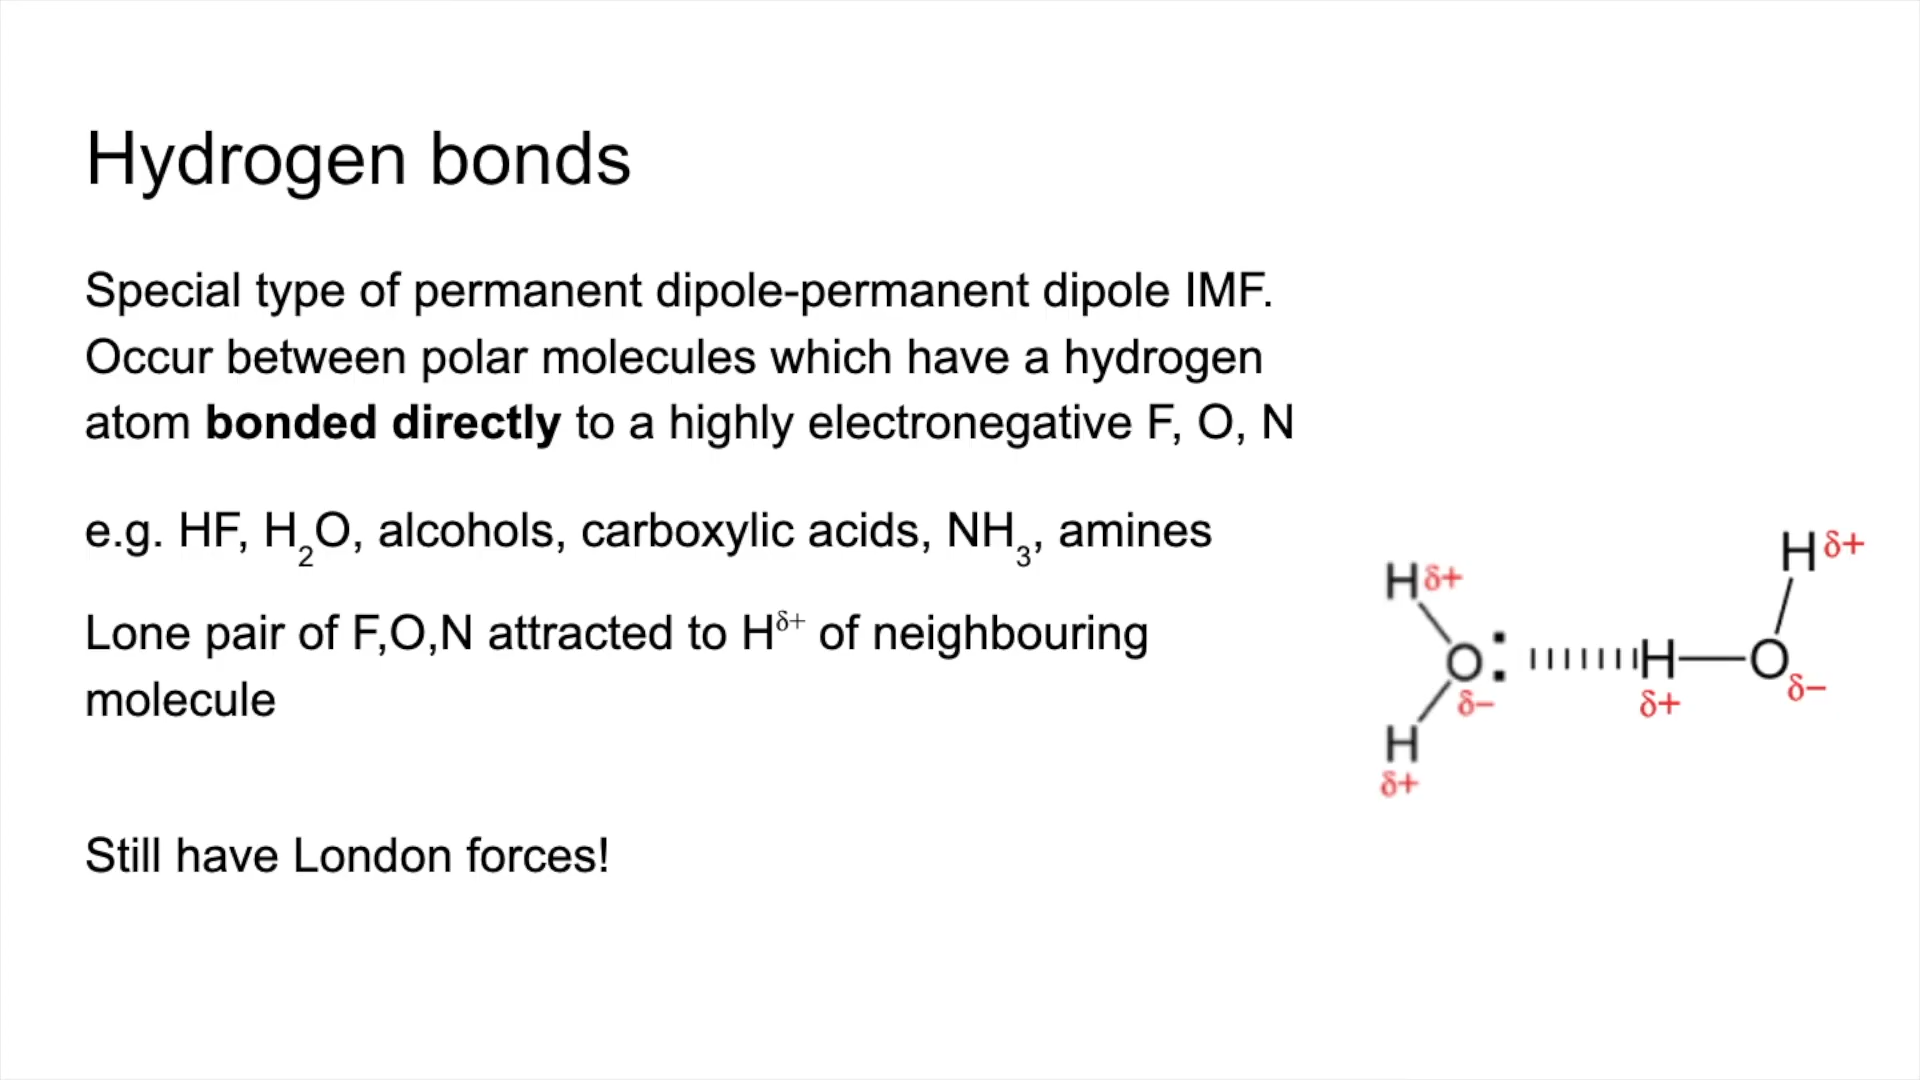 Hydrogen bonds
Special type of permanent dipole-permanent dipole IMF.
Occur between polar molecules which have a hydrogen
atom bonded directly to a highly electronegative F, O, N
e.g. HF, H₂O, alcohols, carboxylic acids, NH₃, amines
Lone pair of F,O,N attracted to Hᵟ⁺ of neighbouring
molecule
Still have London forces!
H δ+
H δ+
O: H—O
δ− δ+ δ−
H
δ+